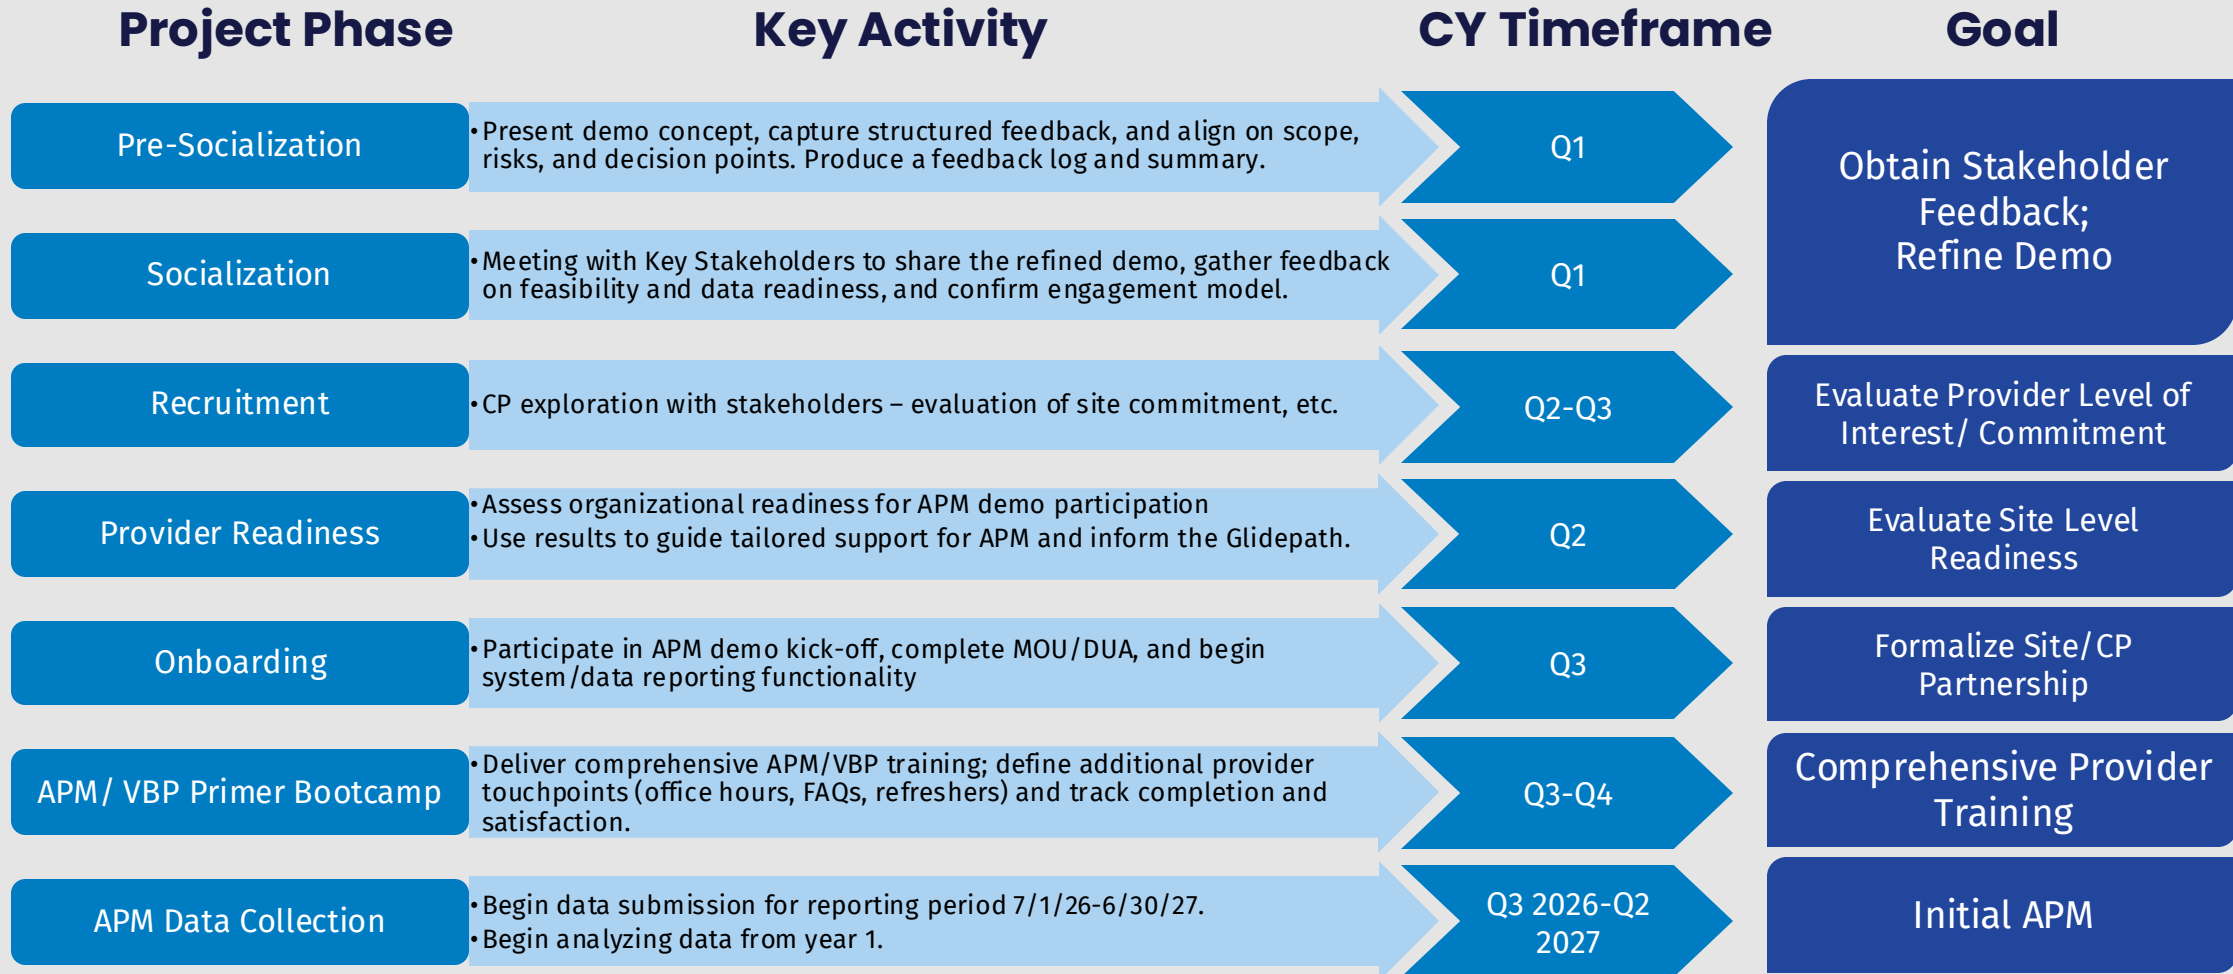 Project Phase
Key Activity
CY Timeframe
Goal
Pre-Socialization
•Present demo concept, capture structured feedback, and align on scope,
risks, and decision points. Produce a feedback log and summary.
Q1
Obtain Stakeholder
Feedback;
Refine Demo
Socialization
•Meeting with Key Stakeholders to share the refined demo, gather feedback
on feasibility and data readiness, and confirm engagement model.
Q1
Recruitment
•CP exploration with stakeholders – evaluation of site commitment, etc.
Q2-Q3
Evaluate Provider Level of
Interest/ Commitment
Provider Readiness
•Assess organizational readiness for APM demo participation
•Use results to guide tailored support for APM and inform the Glidepath.
Q2
Evaluate Site Level
Readiness
Onboarding
•Participate in APM demo kick-off, complete MOU/DUA, and begin
system/data reporting functionality
Q3
Formalize Site/CP
Partnership
APM/ VBP Primer Bootcamp
•Deliver comprehensive APM/VBP training; define additional provider
touchpoints (office hours, FAQs, refreshers) and track completion and
satisfaction.
Q3-Q4
Comprehensive Provider
Training
APM Data Collection
•Begin data submission for reporting period 7/1/26-6/30/27.
•Begin analyzing data from year 1.
Q3 2026-Q2
2027
Initial APM